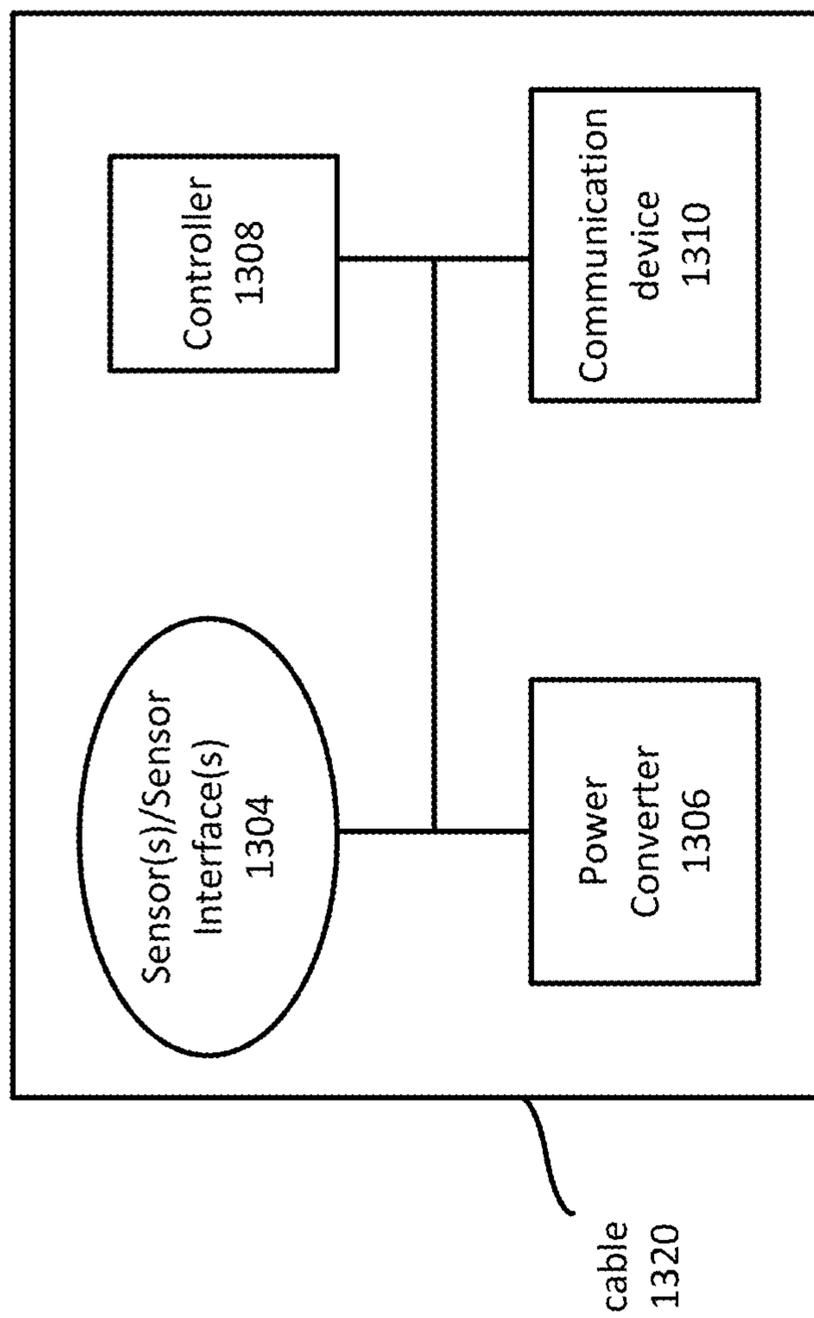 Sensor(s)/Sensor
Interface(s)
1304
Controller
1308
Power
Converter
1306
Communication
device
1310
cable
1320